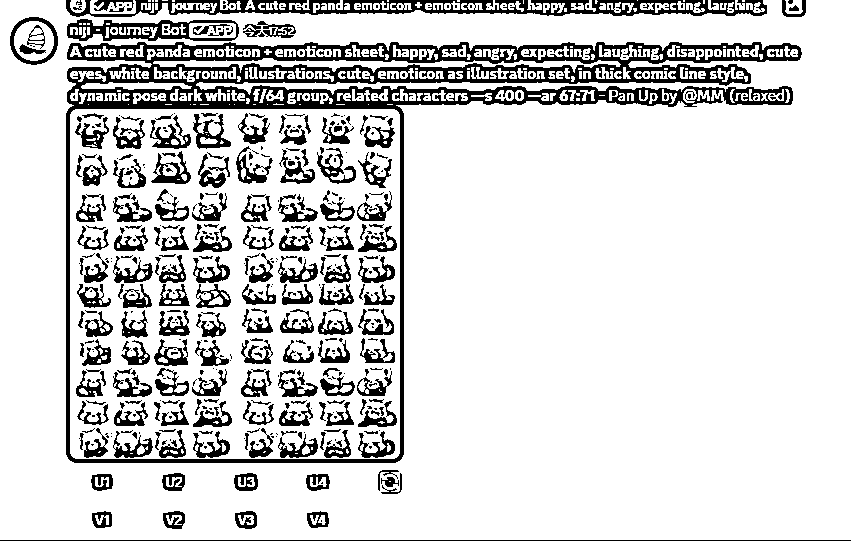 ✓ APP niji - journey Bot A cute red panda emoticon + emoticon sheet, happy, sad, angry, expecting, laughing,
niji - journey Bot ✓ APP 今天17:52
A cute red panda emoticon + emoticon sheet, happy, sad, angry, expecting, laughing, disappointed, cute
eyes, white background, illustrations, cute, emoticon as illustration set, in thick comic line style,
dynamic pose dark white, f/64 group, related characters --s 400 --ar 67:71 - Pan Up by @MM (relaxed)
U1 U2 U3 U4
V1 V2 V3 V4